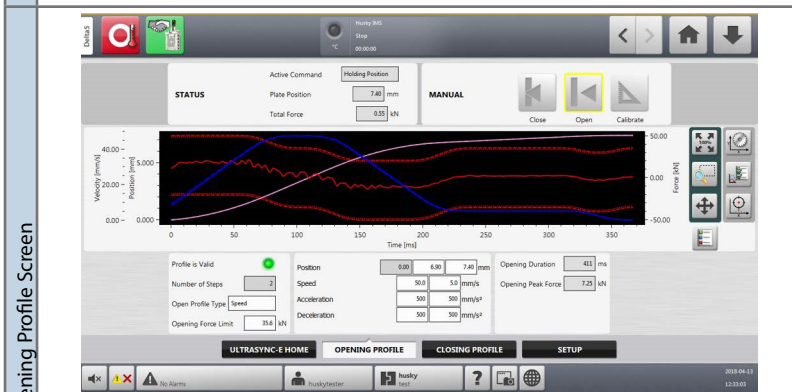 Delta5
Husky IMS
Stop
°C 00:00:00
STATUS
Active Command Holding Position
Plate Position 7.40 mm
Total Force 0.55 kN
MANUAL
Close Open Calibrate
Velocity [mm/s]
40.00
20.00
0.00
Position [mm]
5.000
0.000
50.00
0.00
-50.00
Force [kN]
0 50 100 150 200 250 300 350
Time [ms]
100%
Profile is Valid
Number of Steps 2
Open Profile Type Speed
Opening Force Limit 35.6 kN
Position 0.00 6.90 7.40 mm
Speed 50.0 5.0 mm/s
Acceleration 500 500 mm/s²
Deceleration 500 500 mm/s²
Opening Duration 411 ms
Opening Peak Force 7.25 kN
ULTRASYNC-E HOME OPENING PROFILE CLOSING PROFILE SETUP
No Alarms
huskytester
husky
test
?
2018-04-13
12:33:03
ning Profile Screen